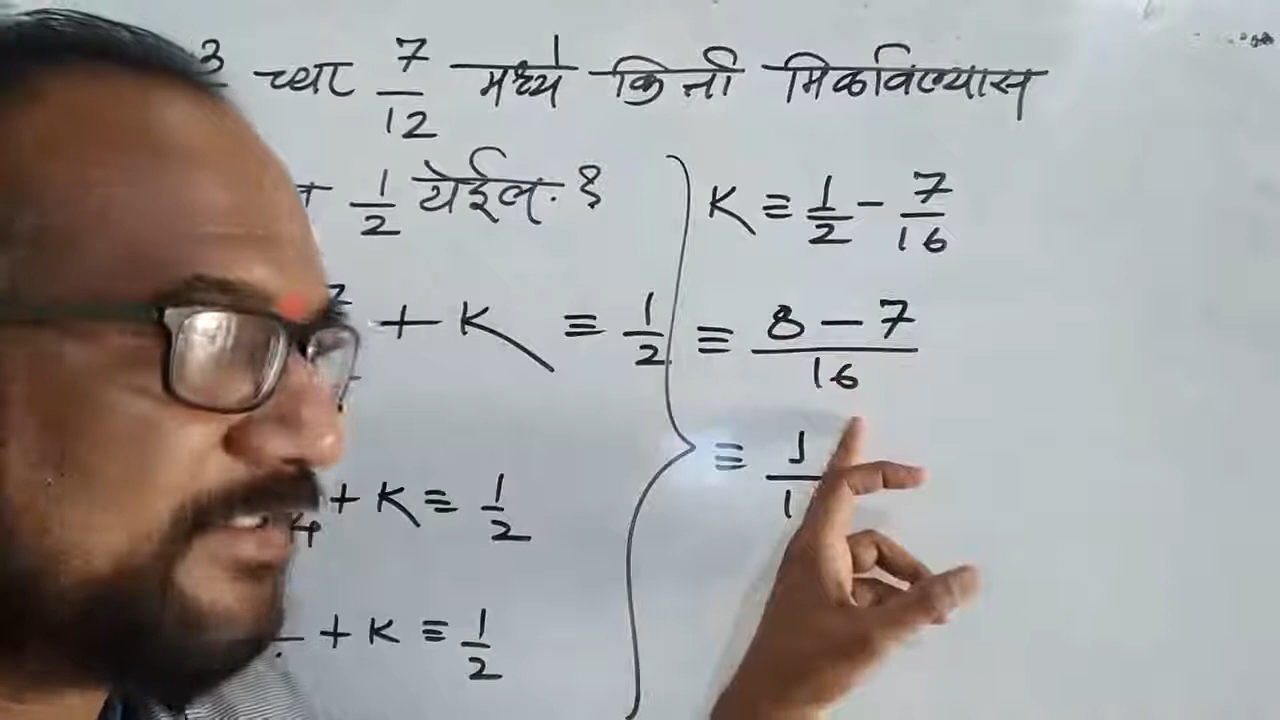 3 च्या 7/12 मध्ये किती मिळविल्यास
1/2 येईल. ?
+ K ≡ 1/2
+ K ≡ 1/2
+ K ≡ 1/2
K ≡ 1/2 - 7/16
≡ 8 - 7/16
≡ 1/1